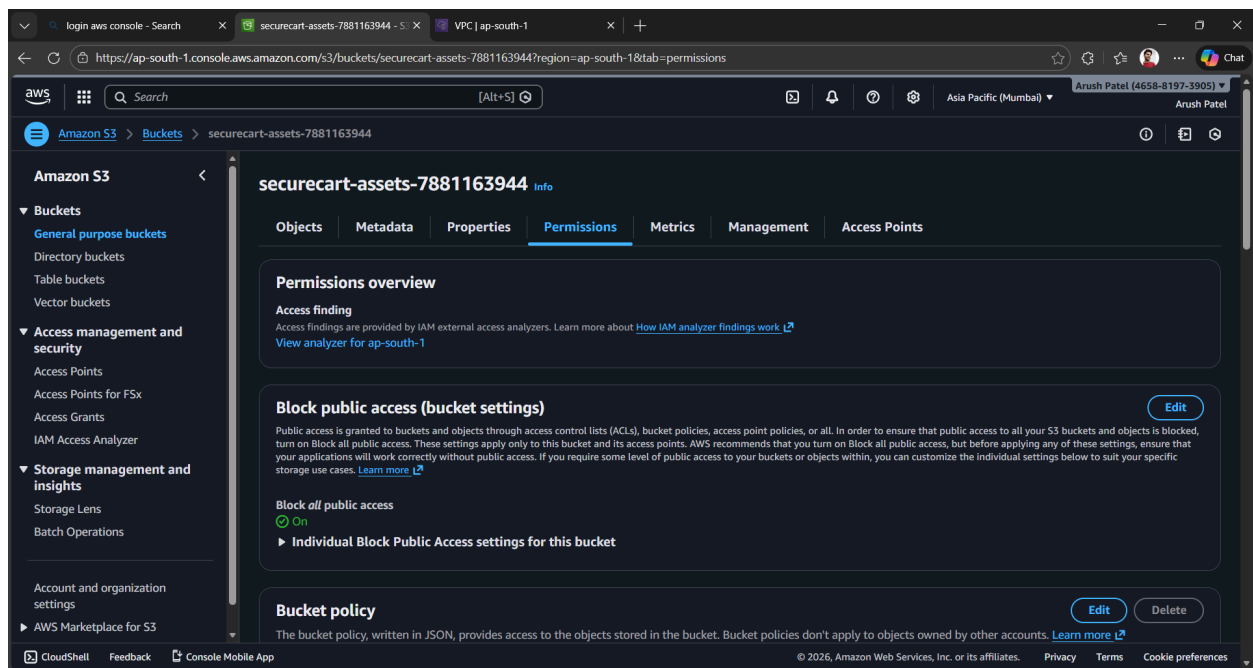 login aws console - Search
securecart-assets-7881163944 - S3
VPC | ap-south-1
https://ap-south-1.console.aws.amazon.com/s3/buckets/securecart-assets-7881163944?region=ap-south-1&tab=permissions
Chat
aws
Search
[Alt+S]
Asia Pacific (Mumbai)
Arush Patel (4658-8197-3905)
Arush Patel
Amazon S3 > Buckets > securecart-assets-7881163944
Amazon S3
Buckets
General purpose buckets
Directory buckets
Table buckets
Vector buckets
Access management and
security
Access Points
Access Points for FSx
Access Grants
IAM Access Analyzer
Storage management and
insights
Storage Lens
Batch Operations
Account and organization
settings
AWS Marketplace for S3
securecart-assets-7881163944 Info
Objects
Metadata
Properties
Permissions
Metrics
Management
Access Points
Permissions overview
Access finding
Access findings are provided by IAM external access analyzers. Learn more about How IAM analyzer findings work
View analyzer for ap-south-1
Block public access (bucket settings)
Edit
Public access is granted to buckets and objects through access control lists (ACLs), bucket policies, access point policies, or all. In order to ensure that public access to all your S3 buckets and objects is blocked,
turn on Block all public access. These settings apply only to this bucket and its access points. AWS recommends that you turn on Block all public access, but before applying any of these settings, ensure that
your applications will work correctly without public access. If you require some level of public access to your buckets or objects within, you can customize the individual settings below to suit your specific
storage use cases. Learn more
Block all public access
On
Individual Block Public Access settings for this bucket
Bucket policy
Edit
Delete
The bucket policy, written in JSON, provides access to the objects stored in the bucket. Bucket policies don't apply to objects owned by other accounts. Learn more
CloudShell
Feedback
Console Mobile App
© 2026, Amazon Web Services, Inc. or its affiliates.
Privacy
Terms
Cookie preferences